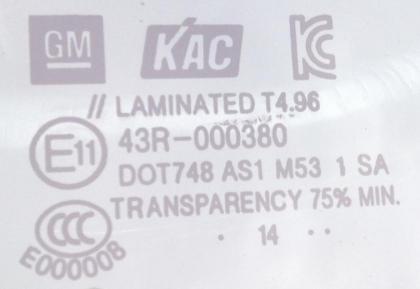 GM KAC KC
// LAMINATED T4.96
E11 43R-000380
DOT748 AS1 M53 1 SA
TRANSPARENCY 75% MIN.
CCC
E000008
. 14 . .